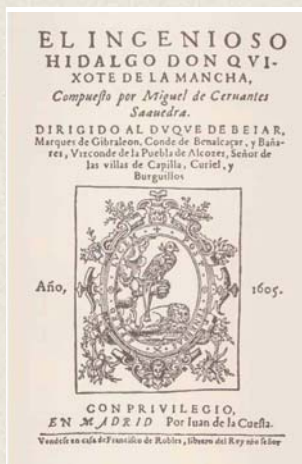 EL INGENIOSO
HIDALGO DON QVI-
XOTE DE LA MANCHA,
Compuesto por Miguel de Ceruantes
Saauedra.
DIRIGIDO AL DVQVE DE BEIAR,
Marques de Gibraleon, Conde de Benalcaçar, y Baña-
res, Vizconde de la Puebla de Alcozer, Señor de
las villas de Capilla, Curiel, y
Burguillos
Año, 1605.
CON PRIVILEGIO,
EN MADRID Por Iuan de la Cuesta.
Vendese en casa de Francisco de Robles, librero del Rey nro señor